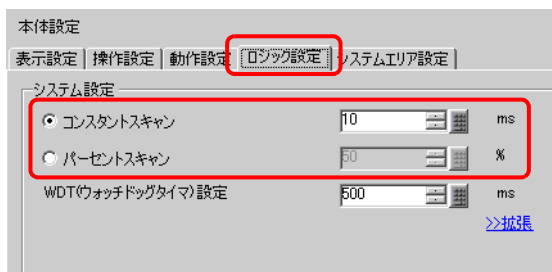 本体設定
表示設定 操作設定 動作設定 ロジック設定 システムエリア設定
システム設定
コンスタントスキャン 10 ms
パーセントスキャン 50 %
WDT(ウォッチドッグタイマ)設定 500 ms
>>拡張